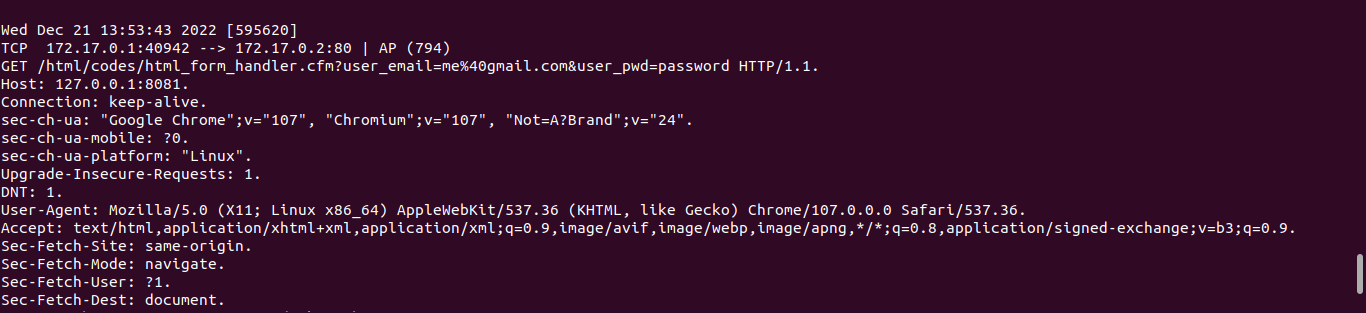 Wed Dec 21 13:53:43 2022 [595620]
TCP  172.17.0.1:40942 --> 172.17.0.2:80 | AP (794)
GET /html/codes/html_form_handler.cfm?user_email=me%40gmail.com&user_pwd=password HTTP/1.1.
Host: 127.0.0.1:8081.
Connection: keep-alive.
sec-ch-ua: "Google Chrome";v="107", "Chromium";v="107", "Not=A?Brand";v="24".
sec-ch-ua-mobile: ?0.
sec-ch-ua-platform: "Linux".
Upgrade-Insecure-Requests: 1.
DNT: 1.
User-Agent: Mozilla/5.0 (X11; Linux x86_64) AppleWebKit/537.36 (KHTML, like Gecko) Chrome/107.0.0.0 Safari/537.36.
Accept: text/html,application/xhtml+xml,application/xml;q=0.9,image/avif,image/webp,image/apng,*/*;q=0.8,application/signed-exchange;v=b3;q=0.9.
Sec-Fetch-Site: same-origin.
Sec-Fetch-Mode: navigate.
Sec-Fetch-User: ?1.
Sec-Fetch-Dest: document.